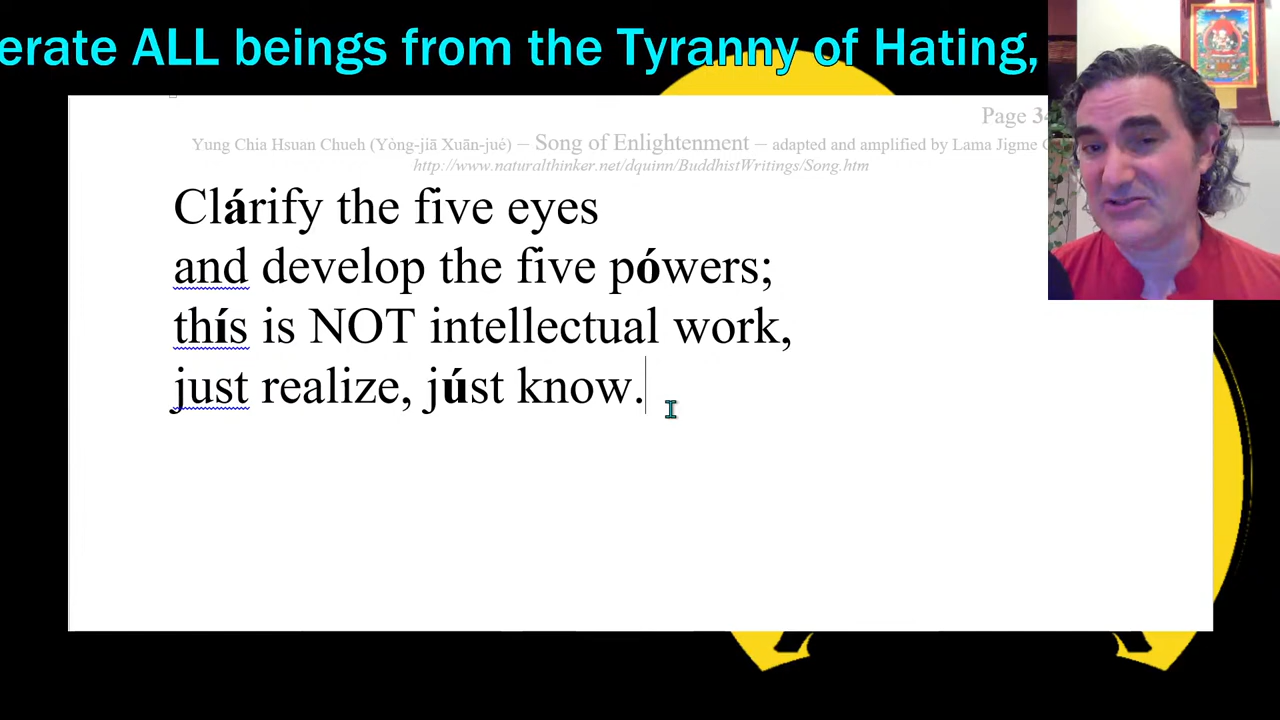 erate ALL beings from the Tyranny of Hating,
Page
Yung Chia Hsuan Chueh (Yòng-jiā Xuān-jué) – Song of Enlightenment – adapted and amplified by Lama Jigme
http://www.naturalthinker.net/dquinn/BuddhistWritings/Song.htm
Clárify the five eyes
and develop the five pówers;
thís is NOT intellectual work,
just realize, júst know.